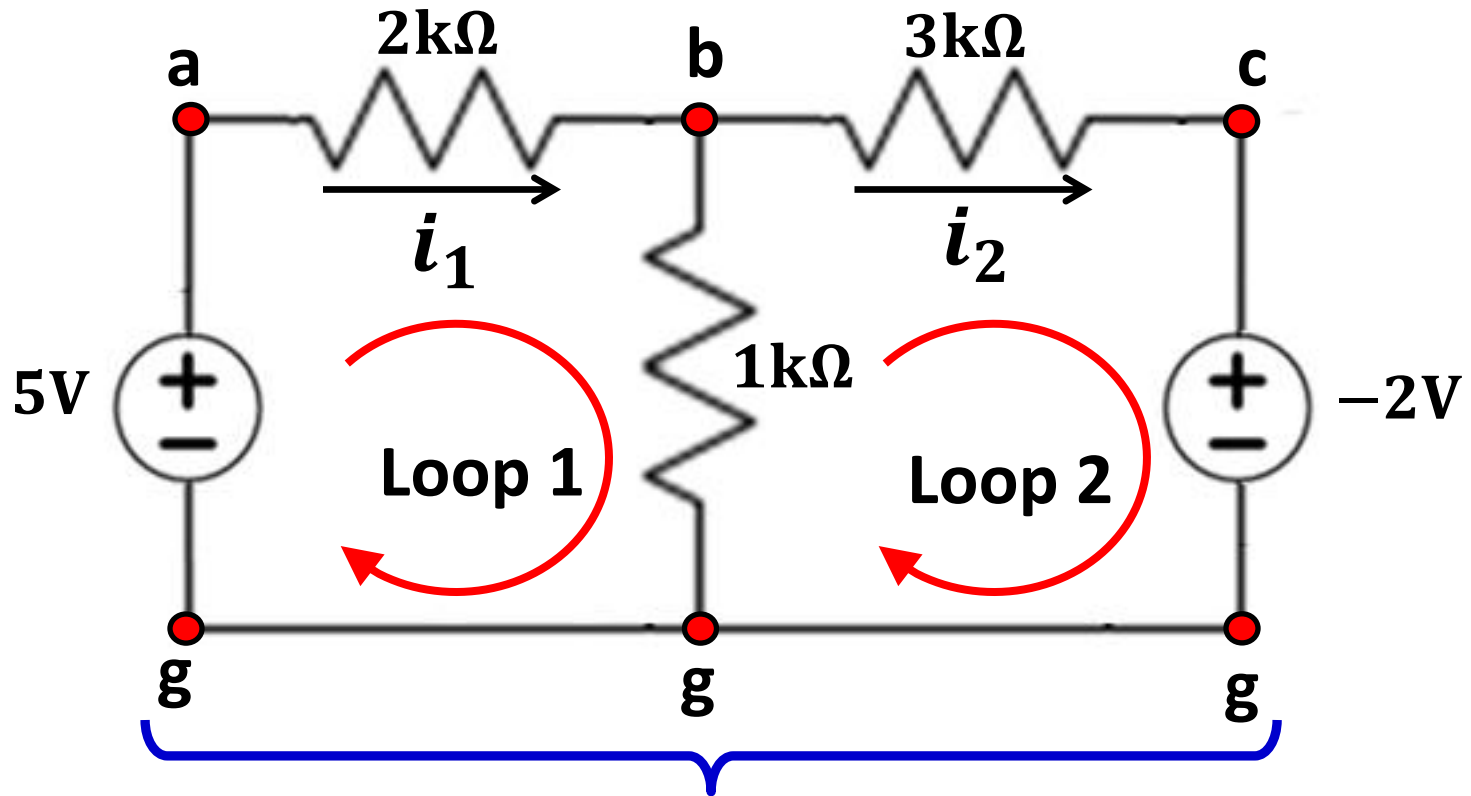 2kΩ 3kΩ
a b c
i₁ i₂
5V + − 1kΩ + − −2V
Loop 1 Loop 2
g g g